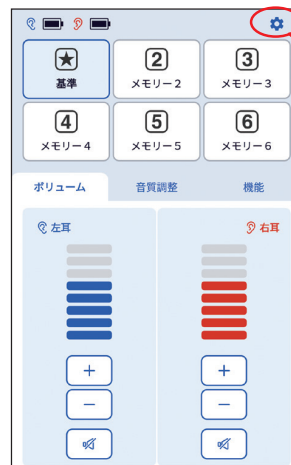 ★
基準
2
メモリー2
3
メモリー3
4
メモリー4
5
メモリー5
6
メモリー6
ボリューム 音質調整 機能
左耳 右耳
+ +
− −